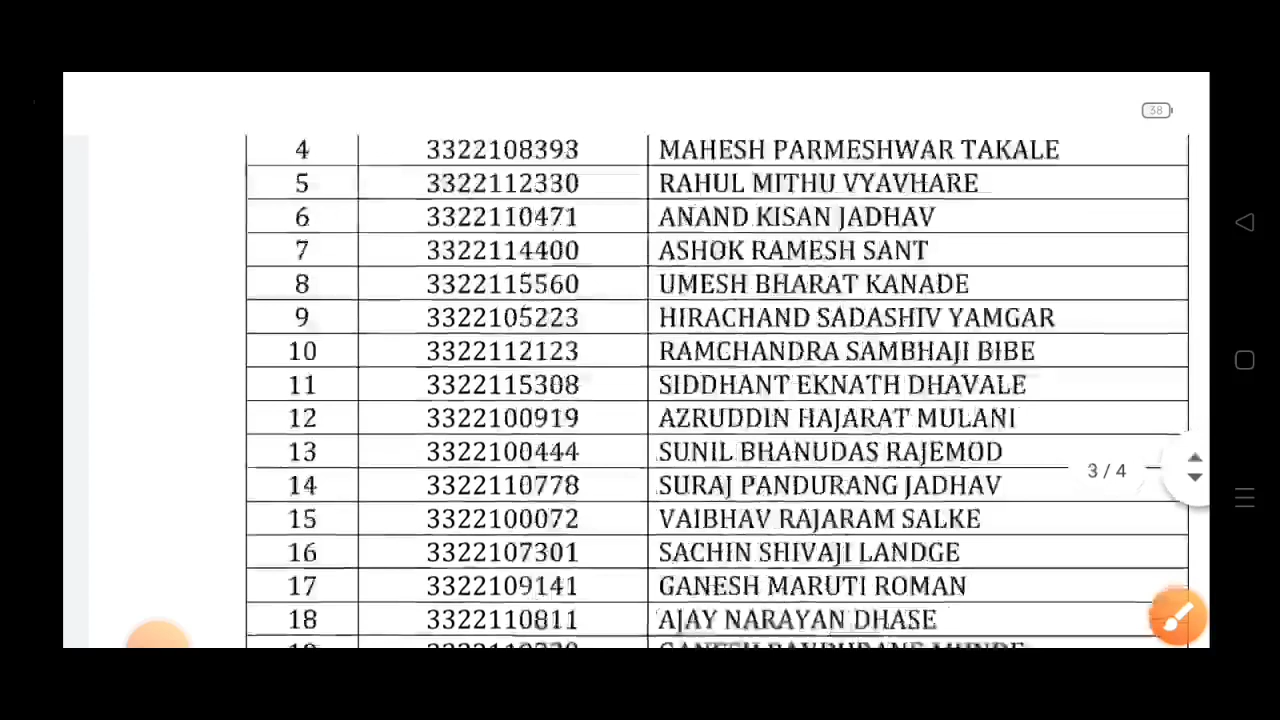 38
4 3322108393 MAHESH PARMESHWAR TAKALE
5 3322112330 RAHUL MITHU VYAVHARE
6 3322110471 ANAND KISAN JADHAV
7 3322114400 ASHOK RAMESH SANT
8 3322115560 UMESH BHARAT KANADE
9 3322105223 HIRACHAND SADASHIV YAMGAR
10 3322112123 RAMCHANDRA SAMBHAJI BIBE
11 3322115308 SIDDHANT EKNATH DHAVALE
12 3322100919 AZRUDDIN HAJARAT MULANI
13 3322100444 SUNIL BHANUDAS RAJEMOD
3 / 4
14 3322110778 SURAJ PANDURANG JADHAV
15 3322100072 VAIBHAV RAJARAM SALKE
16 3322107301 SACHIN SHIVAJI LANDGE
17 3322109141 GANESH MARUTI ROMAN
18 3322110811 AJAY NARAYAN DHASE